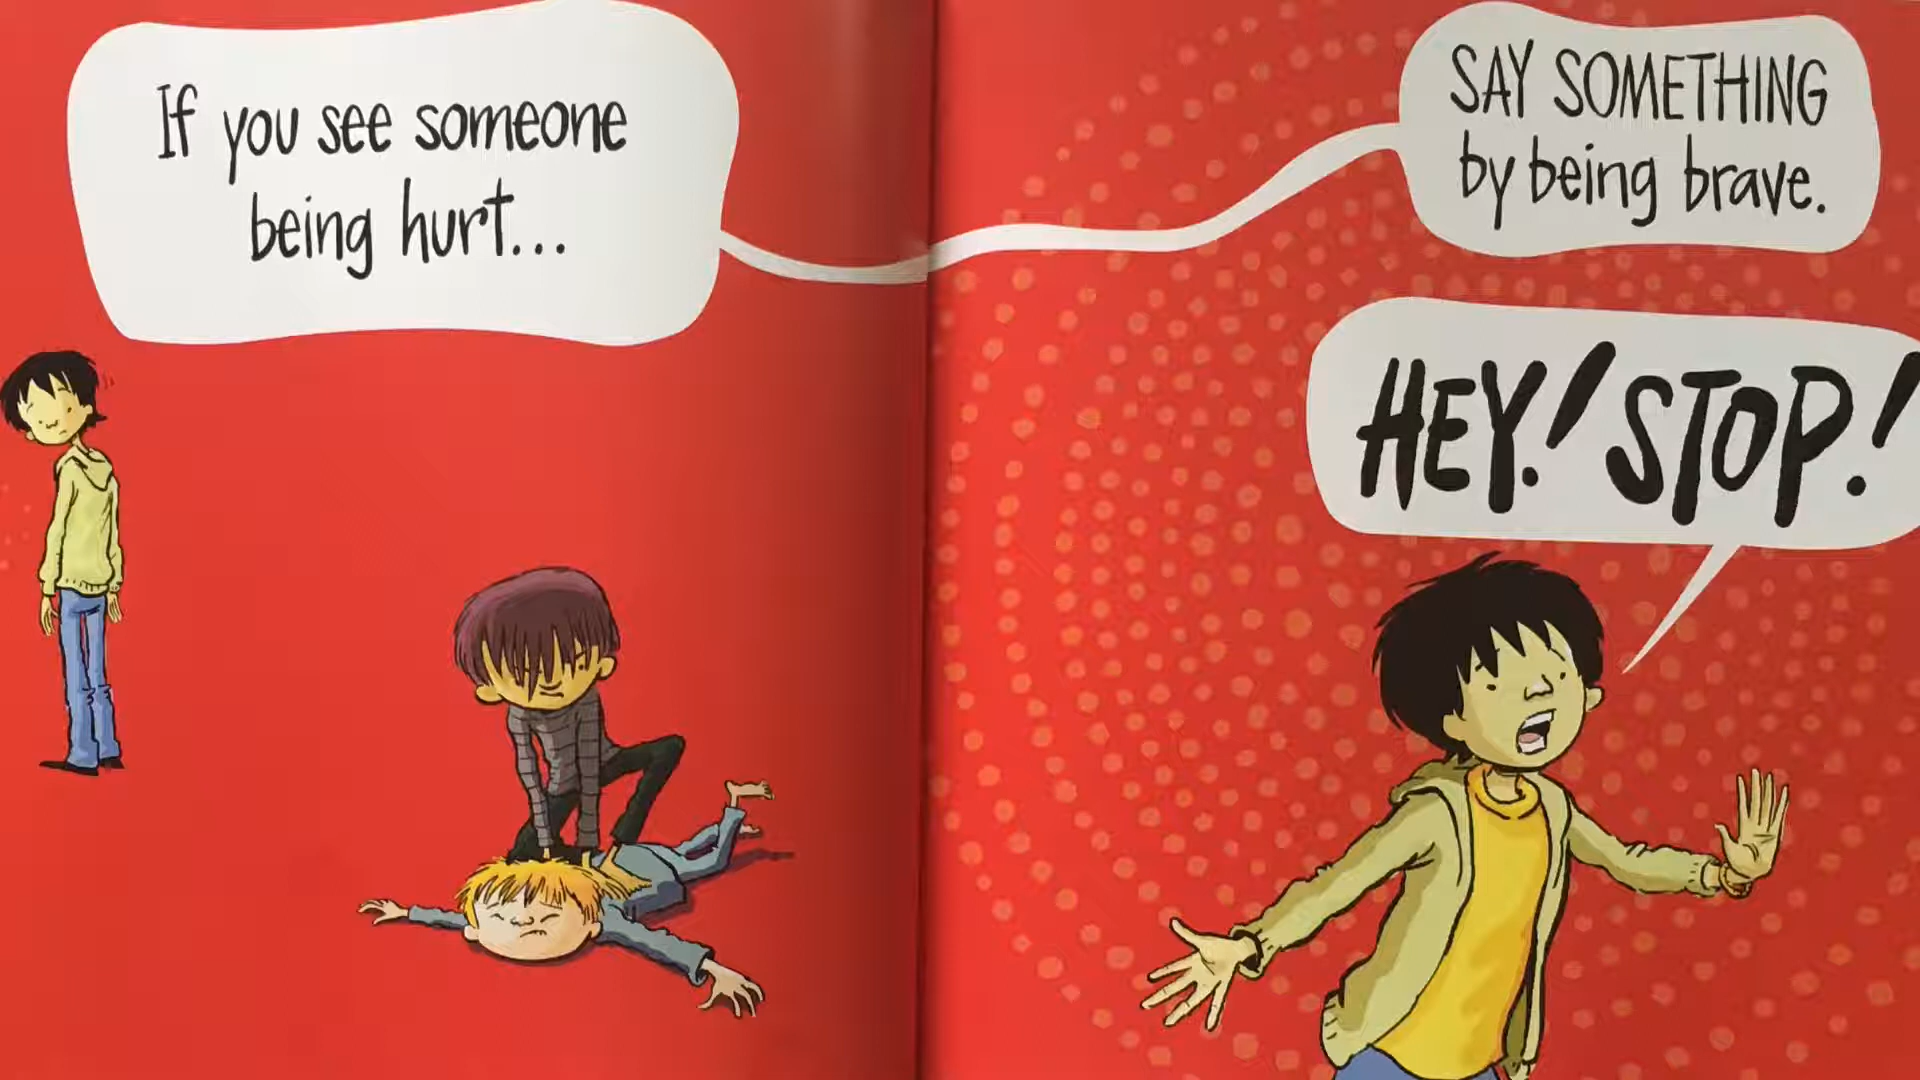 If you see someone
being hurt...
SAY SOMETHING
by being brave.
HEY! STOP!